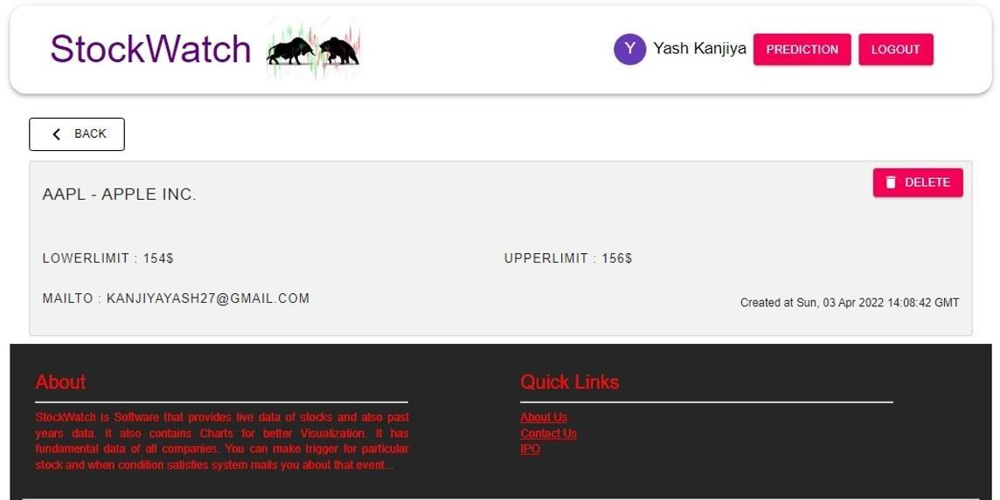 StockWatch
Y Yash Kanjiya PREDICTION LOGOUT
BACK
DELETE
AAPL - APPLE INC.
LOWERLIMIT : 154$ UPPERLIMIT : 156$
MAILTO : KANJIYAYASH27@GMAIL.COM
Created at Sun, 03 Apr 2022 14:08:42 GMT
About
StockWatch is Software that provides live data of stocks and also past
years data. It also contains Charts for better Visualization. It has
fundamental data of all companies. You can make trigger for particular
stock and when condition satisfies system mails you about that event...
Quick Links
About Us
Contact Us
IPO